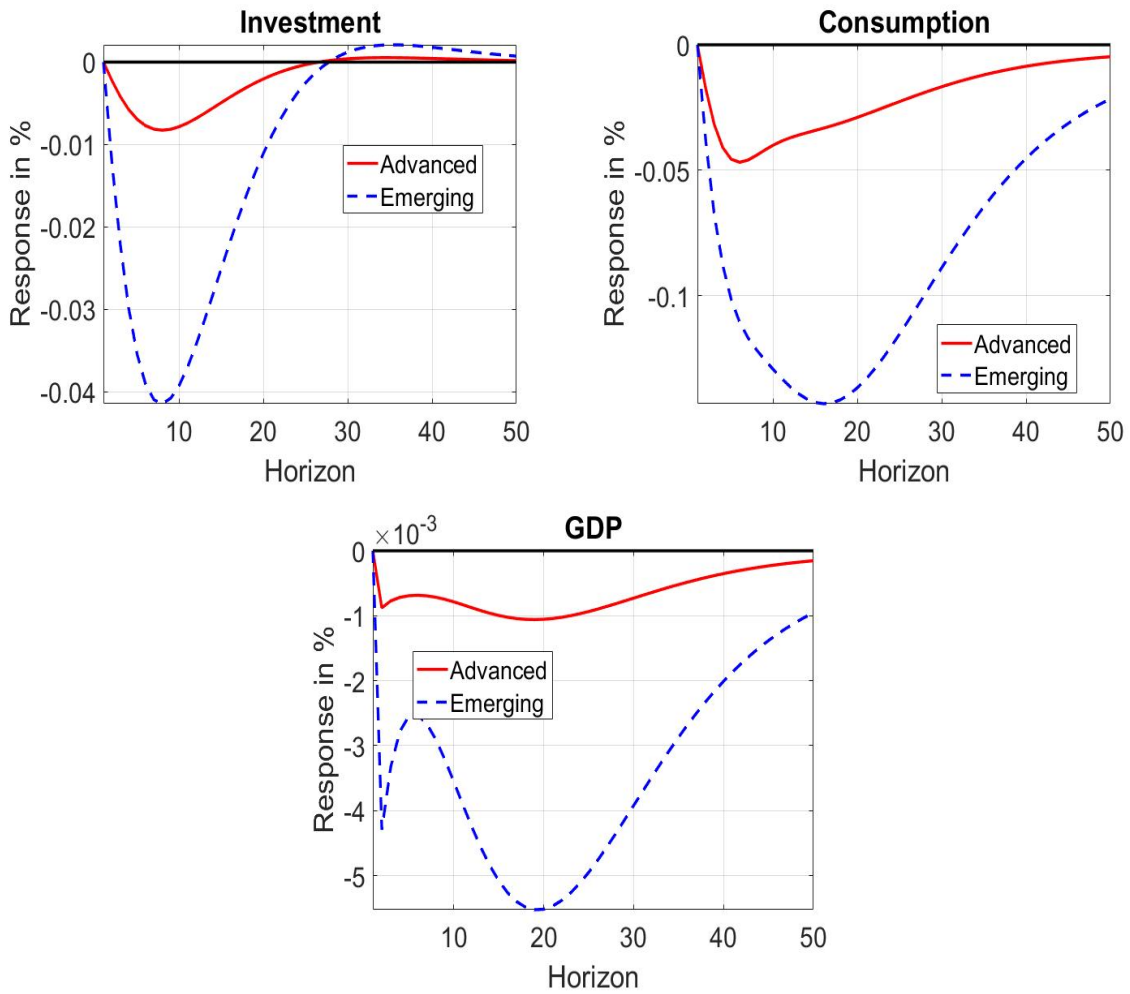 Investment
Response in %
0
-0.01
-0.02
-0.03
-0.04
Advanced
Emerging
10 20 30 40 50
Horizon
Consumption
Response in %
0
-0.05
-0.1
Advanced
Emerging
10 20 30 40 50
Horizon
GDP
×10-3
Response in %
0
-1
-2
-3
-4
-5
Advanced
Emerging
10 20 30 40 50
Horizon